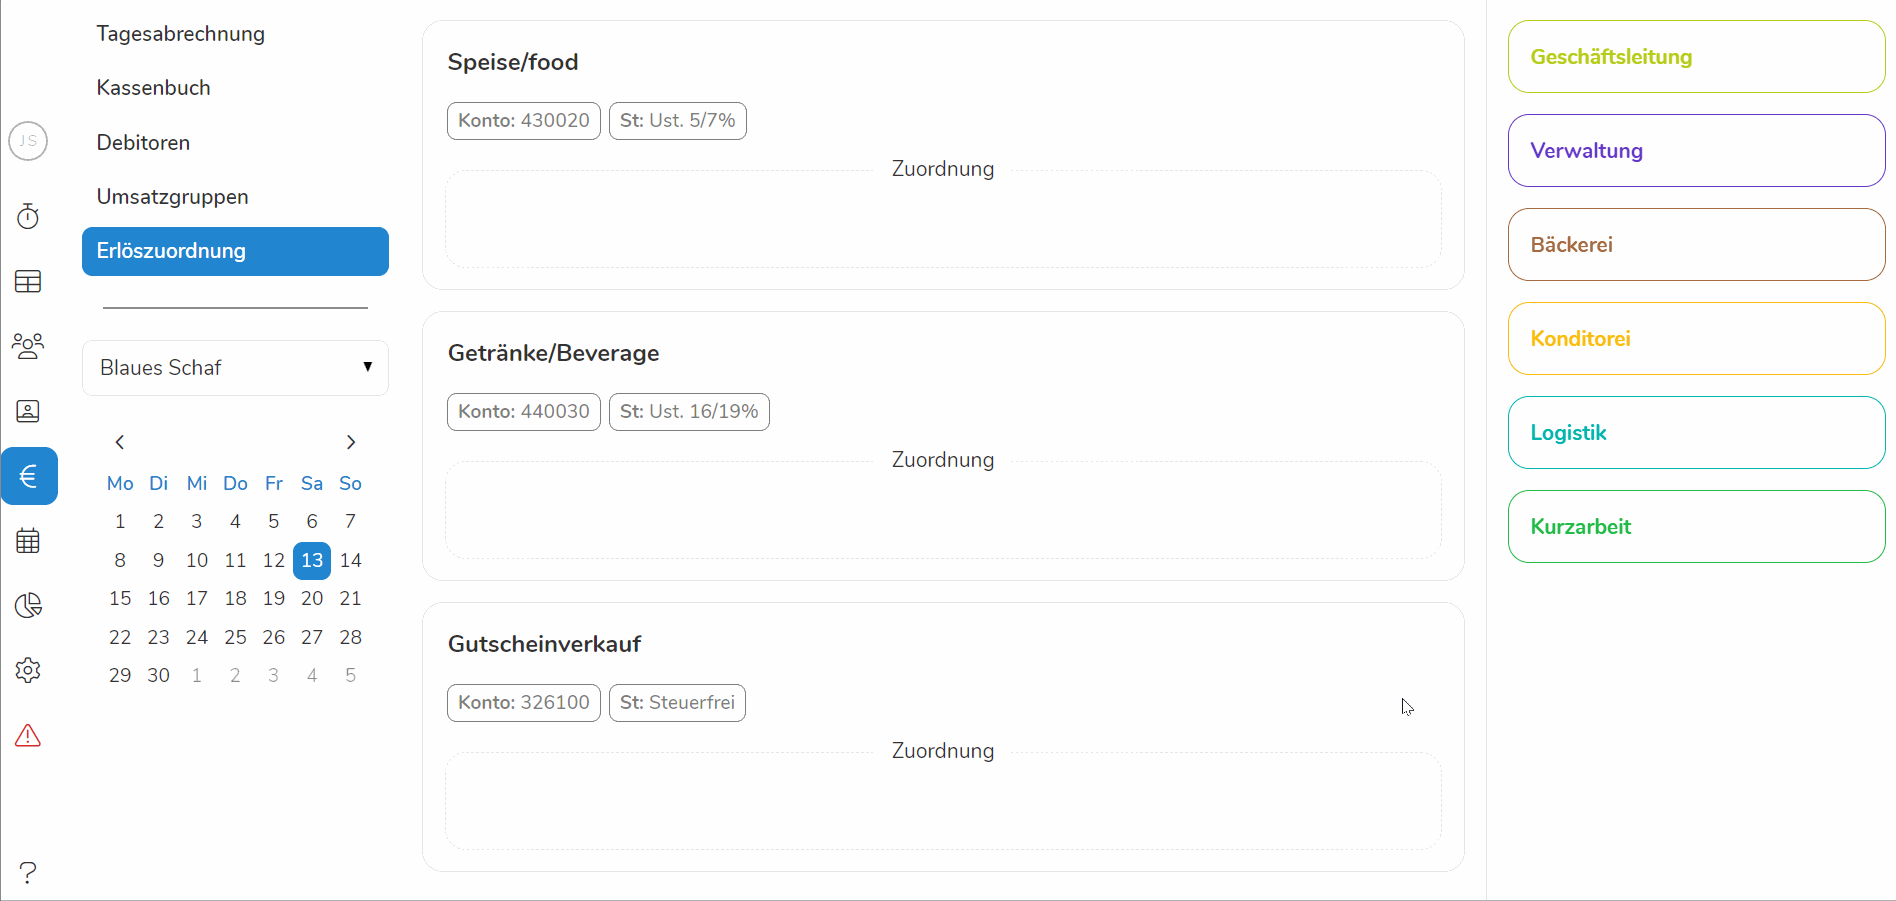 JS
?
Tagesabrechnung
Kassenbuch
Debitoren
Umsatzgruppen
Erlöszuordnung
Blaues Schaf
Mo Di Mi Do Fr Sa So
1 2 3 4 5 6 7
8 9 10 11 12 13 14
15 16 17 18 19 20 21
22 23 24 25 26 27 28
29 30 1 2 3 4 5
Speise/food
Konto: 430020 St: Ust. 5/7%
Zuordnung
Getränke/Beverage
Konto: 440030 St: Ust. 16/19%
Zuordnung
Gutscheinverkauf
Konto: 326100 St: Steuerfrei
Zuordnung
Geschäftsleitung
Verwaltung
Bäckerei
Konditorei
Logistik
Kurzarbeit